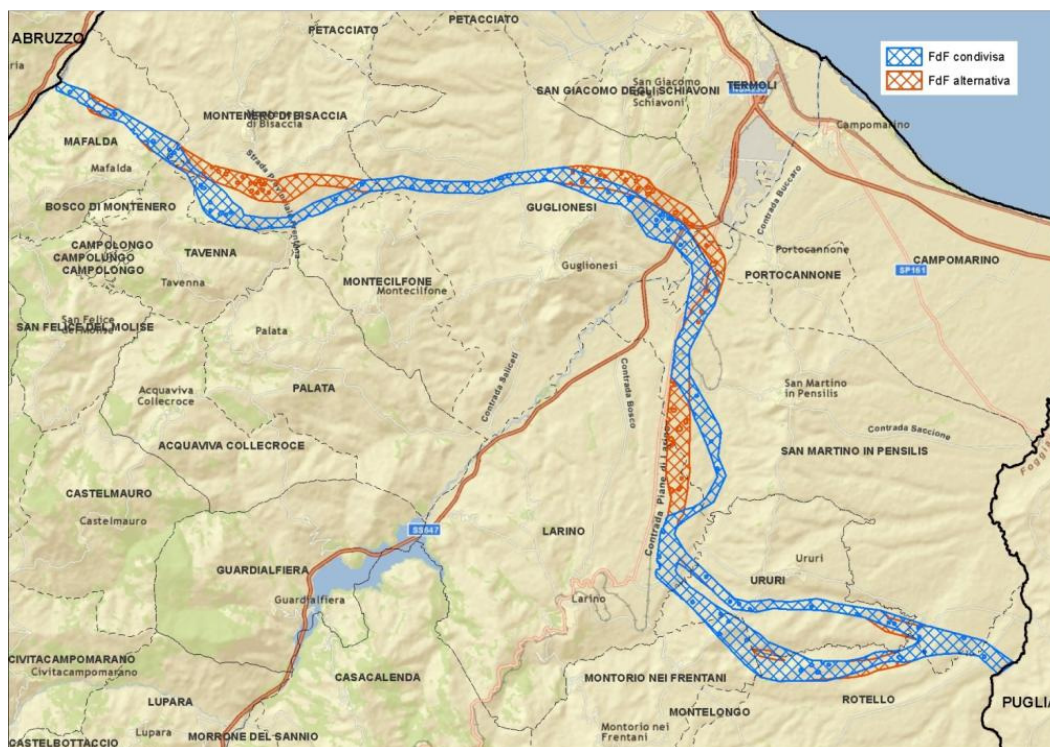 PETACCIATO
PETACCIATO
ABRUZZO
FdF condivisa
FdF alternativa
San Giacomo
degli
Schiavoni
SAN GIACOMO DEGLI SCHIAVONI
TERMOLI
MONTENERO DI BISACCIA
di Bisaccia
Campomarino
MAFALDA
Mafalda
Contrada Buccaro
BOSCO DI MONTENERO
GUGLIONESI
CAMPOLONGO
CAMPOLUNGO
CAMPOLONGO
TAVENNA
Tavenna
Portocannone
CAMPOMARINO
Guglionesi
SP161
PORTOCANNONE
MONTECILFONE
Montecilfone
San Felice
del Molise
SAN FELICE DEL MOLISE
Palata
Contrada Saliceti
Contrada Bosco
PALATA
Acquaviva
Collecroce
San Martino
in Pensilis
Contrada Saccione
Foggia
ACQUAVIVA COLLECROCE
SAN MARTINO IN PENSILIS
Contrada Piane di Larino
CASTELMAURO
Castelmauro
SS647
LARINO
Ururi
URURI
GUARDIALFIERA
Guardialfiera
Larino
CIVITACAMPOMARANO
Civitacampomarano
CASACALENDA
MONTORIO NEI FRENTANI
LUPARA
Lupara
MONTELONGO
ROTELLO
PUGLIA
Montorio nei
Frentani
CASTELBOTTACCIO
MORRONE DEL SANNIO